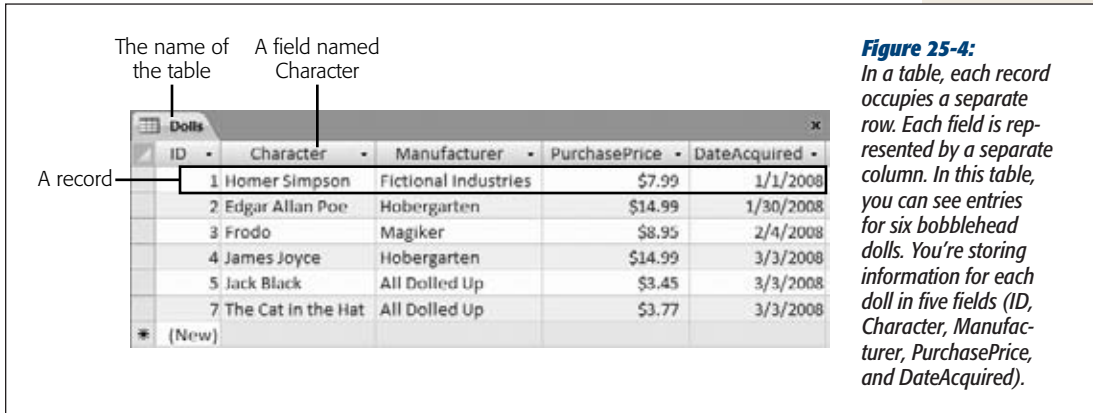 The name of
the table
A field named
Character
Dolls
ID Character Manufacturer PurchasePrice DateAcquired
A record
1 Homer Simpson Fictional Industries $7.99 1/1/2008
2 Edgar Allan Poe Hobergarten $14.99 1/30/2008
3 Frodo Magiker $8.95 2/4/2008
4 James Joyce Hobergarten $14.99 3/3/2008
5 Jack Black All Dolled Up $3.45 3/3/2008
7 The Cat in the Hat All Dolled Up $3.77 3/3/2008
(New)
Figure 25-4:
In a table, each record
occupies a separate
row. Each field is rep-
resented by a separate
column. In this table,
you can see entries
for six bobblehead
dolls. You're storing
information for each
doll in five fields (ID,
Character, Manufac-
turer, PurchasePrice,
and DateAcquired).